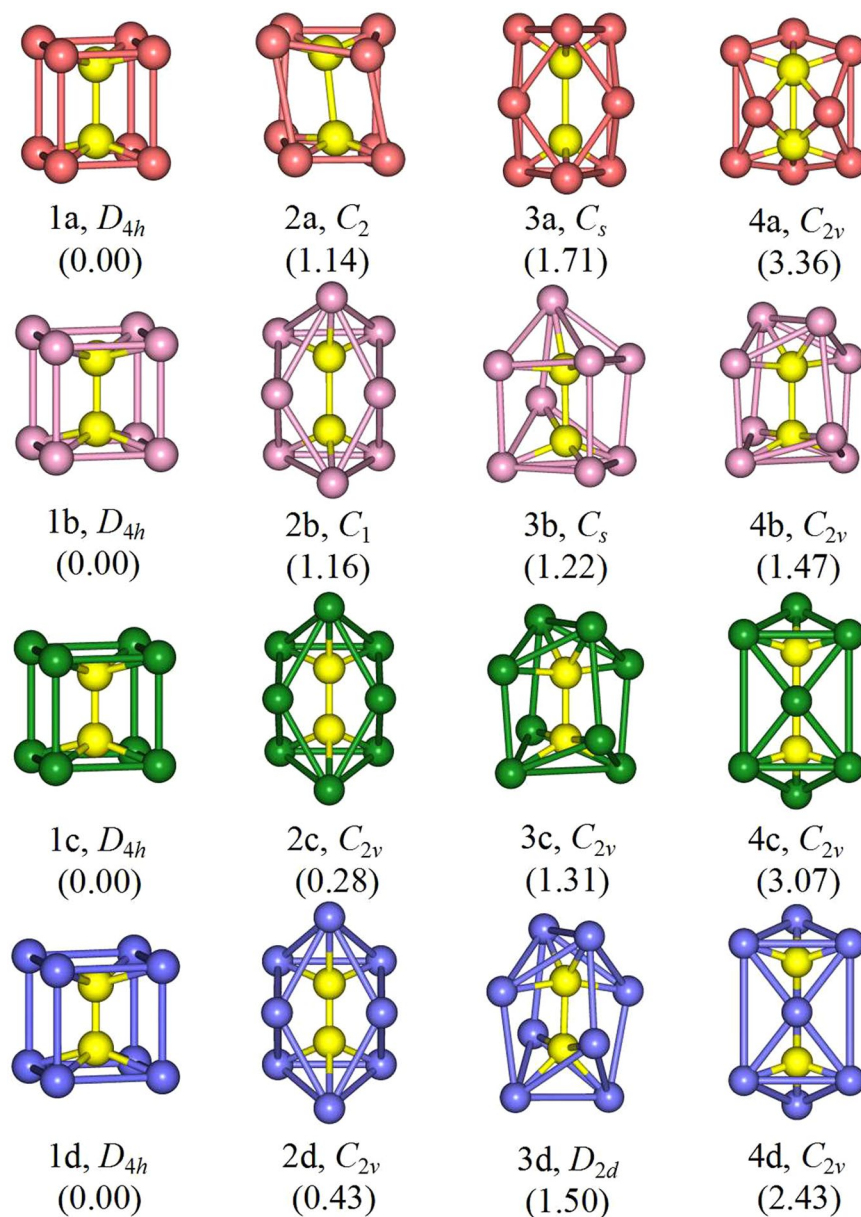 1a, D4h 2a, C2 3a, Cs 4a, C2v
(0.00) (1.14) (1.71) (3.36)
1b, D4h 2b, C1 3b, Cs 4b, C2v
(0.00) (1.16) (1.22) (1.47)
1c, D4h 2c, C2v 3c, C2v 4c, C2v
(0.00) (0.28) (1.31) (3.07)
1d, D4h 2d, C2v 3d, D2d 4d, C2v
(0.00) (0.43) (1.50) (2.43)